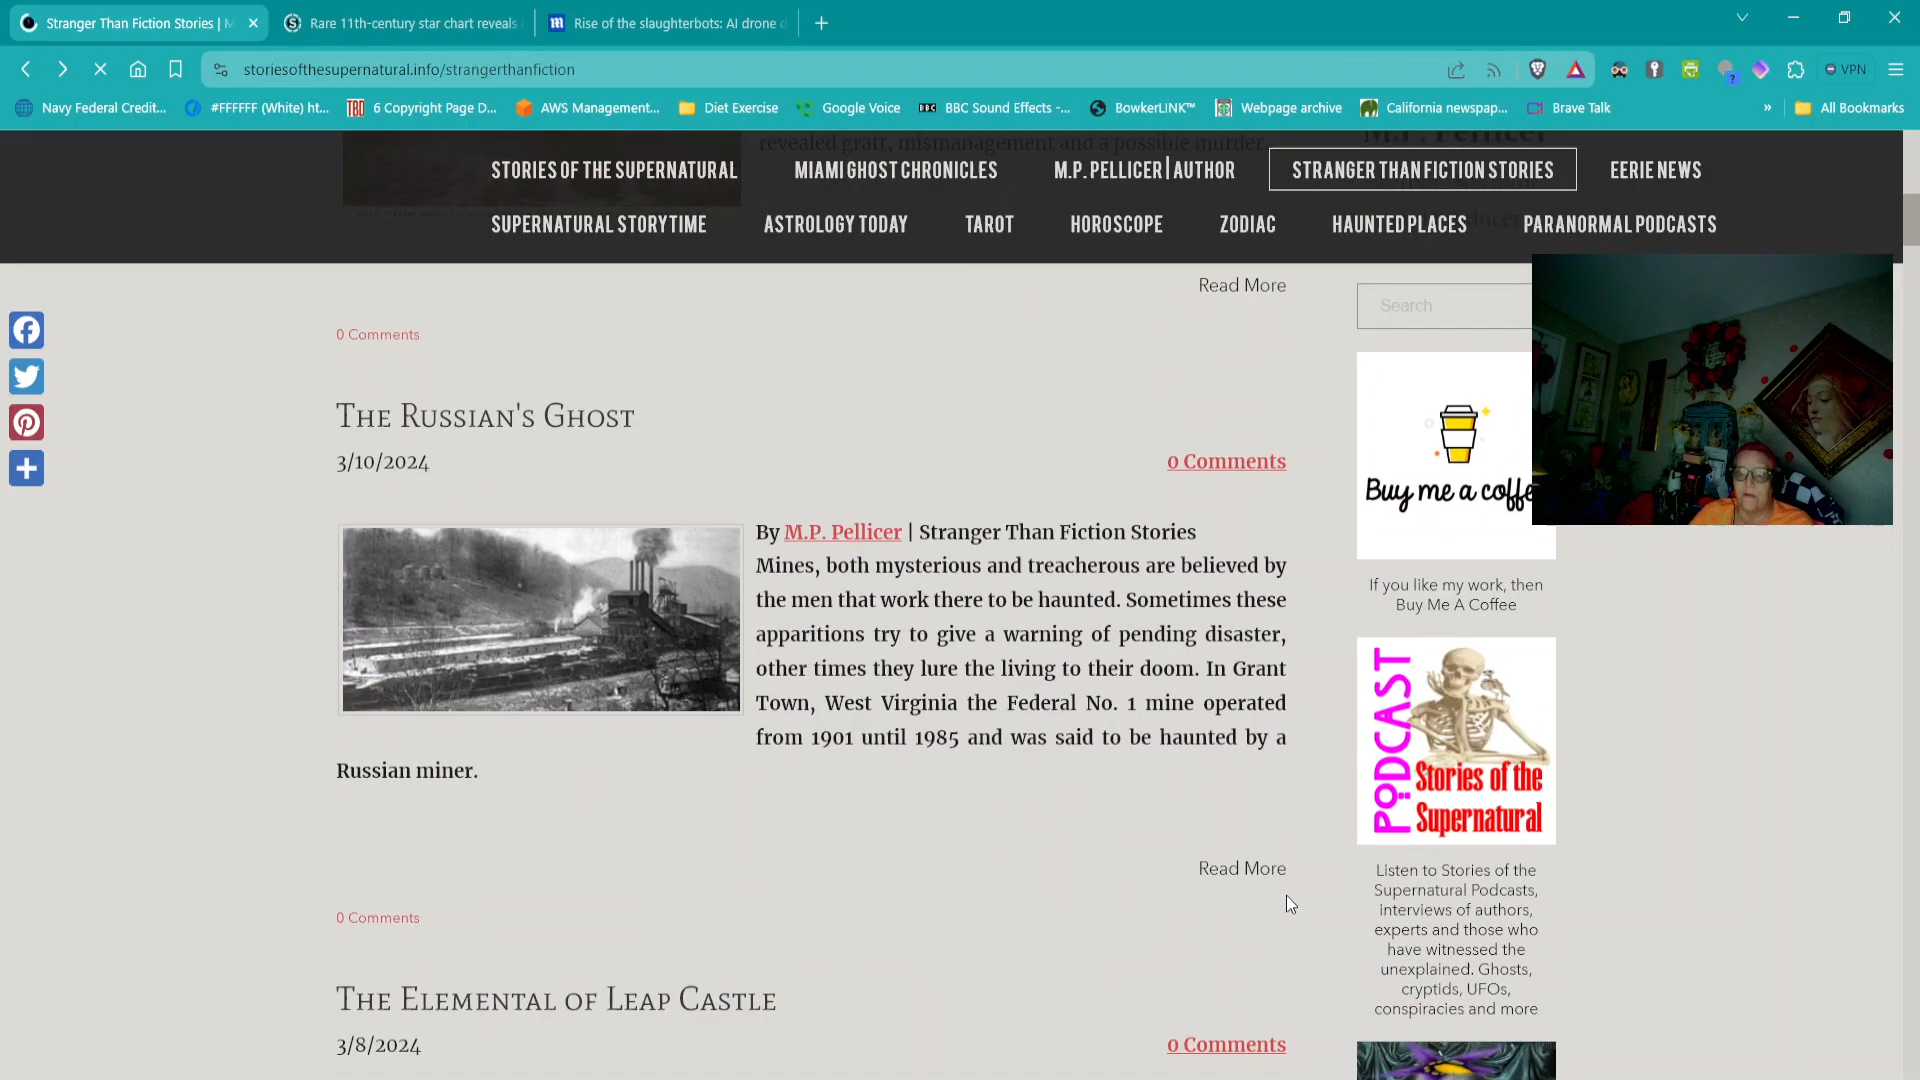 Stranger Than Fiction Stories | M
Rare 11th-century star chart reveals
Rise of the slaughterbots: AI drone d
storiesofthesupernatural.info/strangerthanfiction
VPN
Navy Federal Credit...
#FFFFFF (White) ht...
6 Copyright Page D...
AWS Management...
Diet Exercise
Google Voice
BBC Sound Effects -...
BowkerLINK™
Webpage archive
California newspap...
Brave Talk
»
All Bookmarks
revealed graft, mismanagement and a possible murder.
M.P. Pellicer
STORIES OF THE SUPERNATURAL
MIAMI GHOST CHRONICLES
M.P. PELLICER | AUTHOR
STRANGER THAN FICTION STORIES
EERIE NEWS
SUPERNATURAL STORYTIME
ASTROLOGY TODAY
TAROT
HOROSCOPE
ZODIAC
HAUNTED PLACES
PARANORMAL PODCASTS
Read More
0 Comments
The Russian's Ghost
3/10/2024
0 Comments
By M.P. Pellicer | Stranger Than Fiction Stories
Mines, both mysterious and treacherous are believed by
the men that work there to be haunted. Sometimes these
apparitions try to give a warning of pending disaster,
other times they lure the living to their doom. In Grant
Town, West Virginia the Federal No. 1 mine operated
from 1901 until 1985 and was said to be haunted by a
Russian miner.
Read More
0 Comments
The Elemental of Leap Castle
3/8/2024
0 Comments
Search
Buy me a coffe
If you like my work, then
Buy Me A Coffee
PODCAST
Stories of the
Supernatural
Listen to Stories of the
Supernatural Podcasts,
interviews of authors,
experts and those who
have witnessed the
unexplained. Ghosts,
cryptids, UFOs,
conspiracies and more